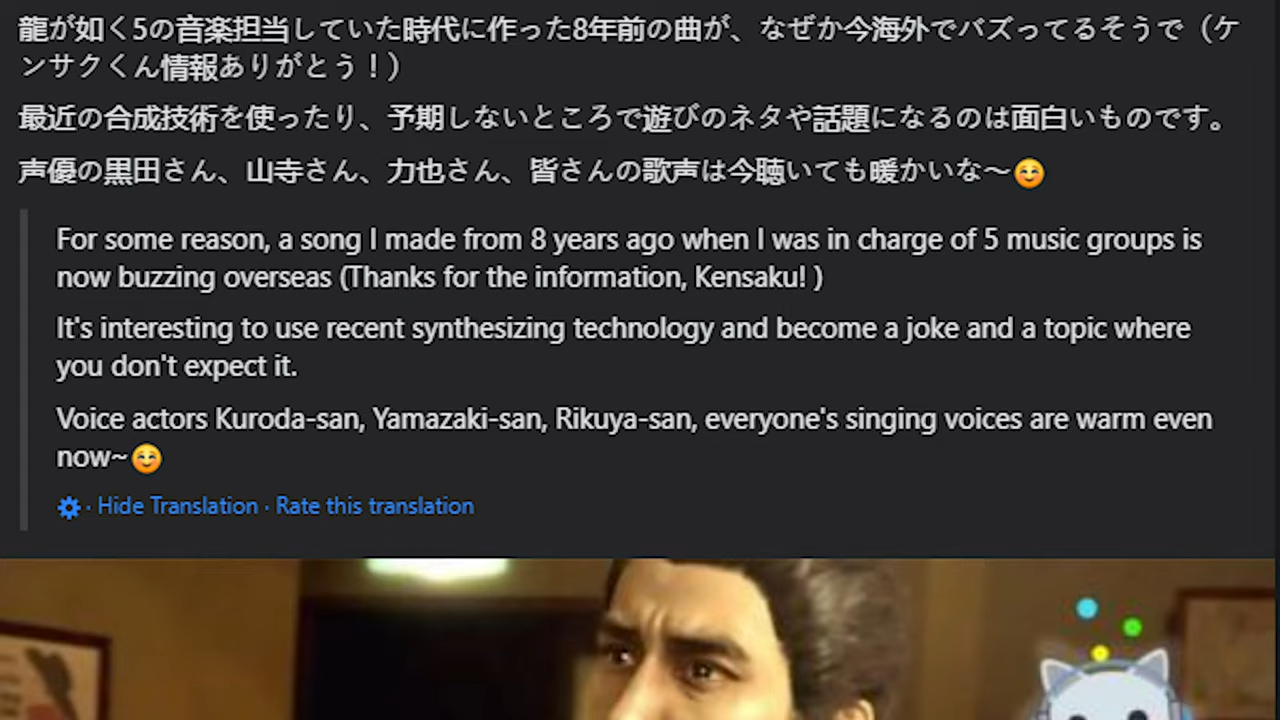 龍が如く5の音楽担当していた時代に作った8年前の曲が、なぜか今海外でバズってるそうで（ケ
ンサクくん情報ありがとう！）
最近の合成技術を使ったり、予期しないところで遊びのネタや話題になるのは面白いものです。
声優の黒田さん、山寺さん、力也さん、皆さんの歌声は今聴いても暖かいな〜😊
For some reason, a song I made from 8 years ago when I was in charge of 5 music groups is
now buzzing overseas (Thanks for the information, Kensaku! )
It's interesting to use recent synthesizing technology and become a joke and a topic where
you don't expect it.
Voice actors Kuroda-san, Yamazaki-san, Rikuya-san, everyone's singing voices are warm even
now~😊
· Hide Translation · Rate this translation